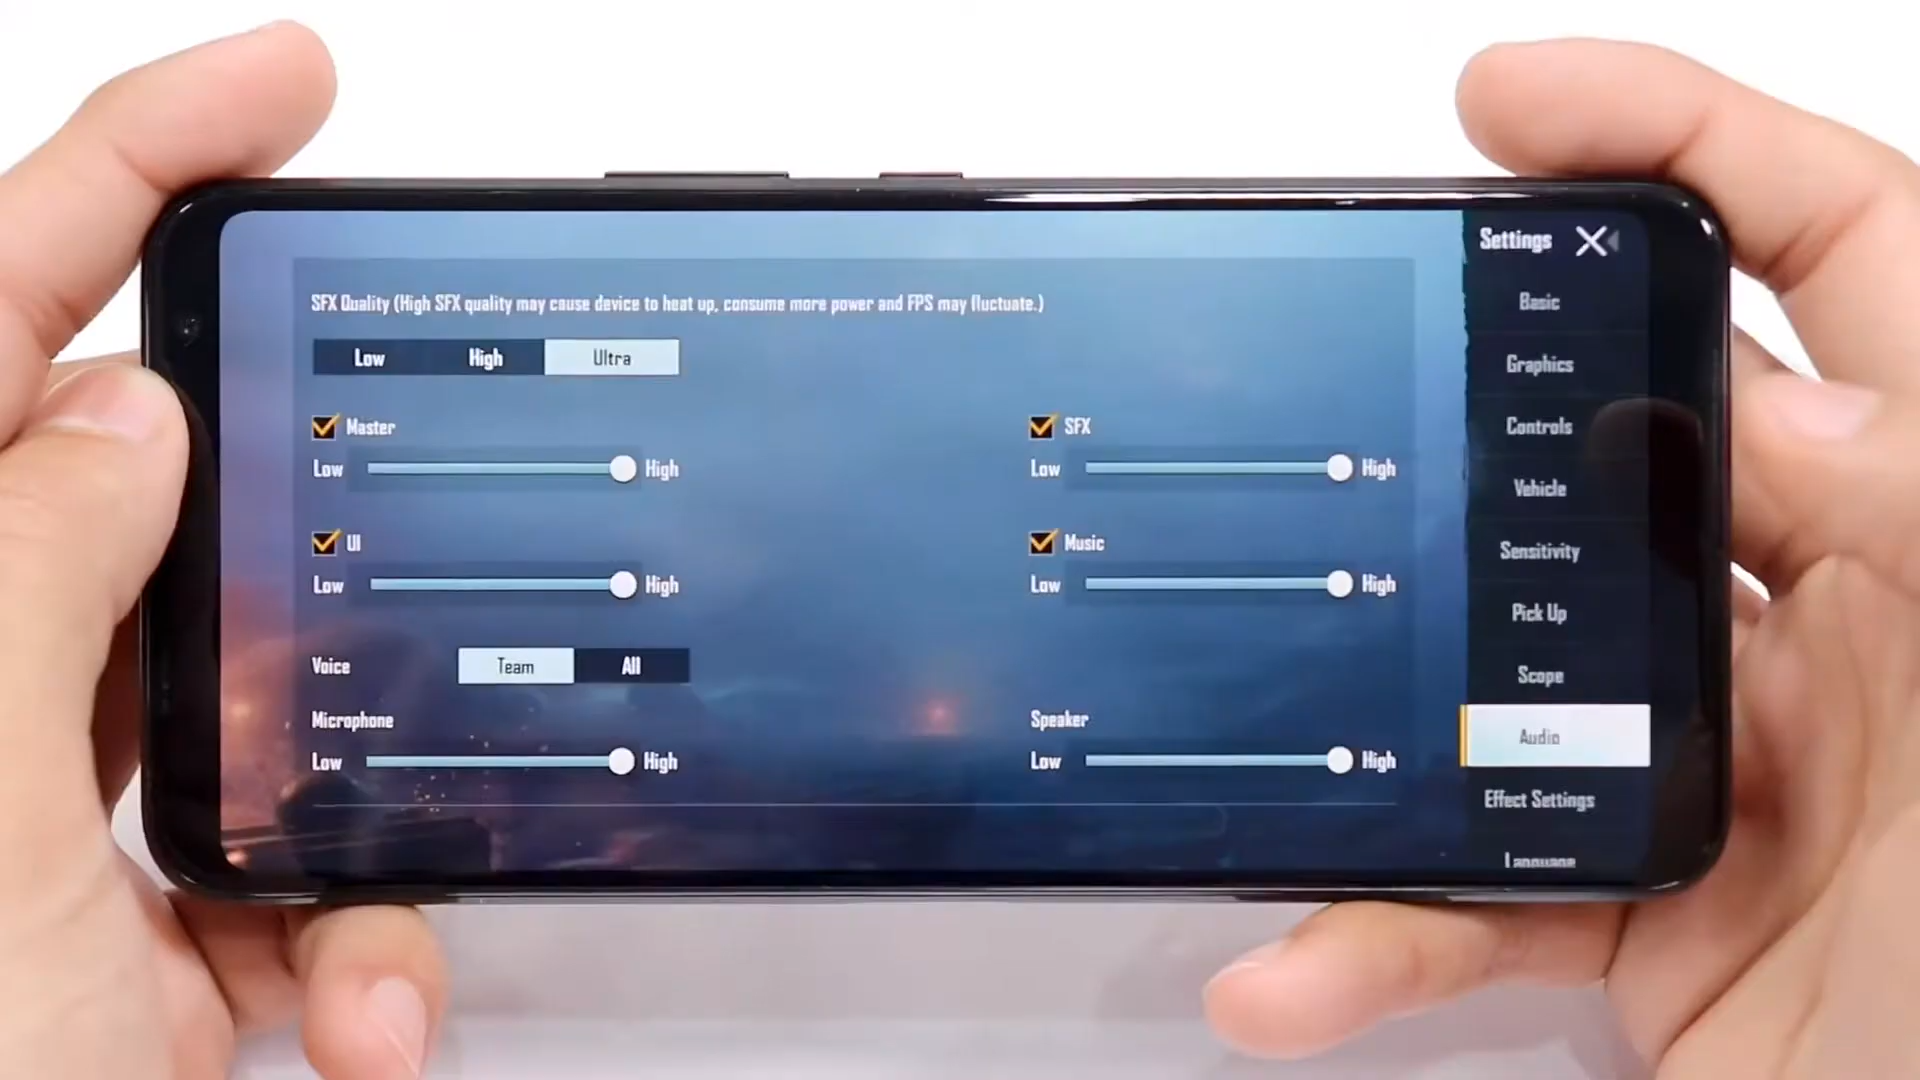 Settings
SFX Quality (High SFX quality may cause device to heat up, consume more power and FPS may fluctuate.)
Low High Ultra
Master
Low High
SFX
Low High
UI
Low High
Music
Low High
Voice Team All
Microphone
Low High
Speaker
Low High
Basic
Graphics
Controls
Vehicle
Sensitivity
Pick Up
Scope
Audio
Effect Settings
Language